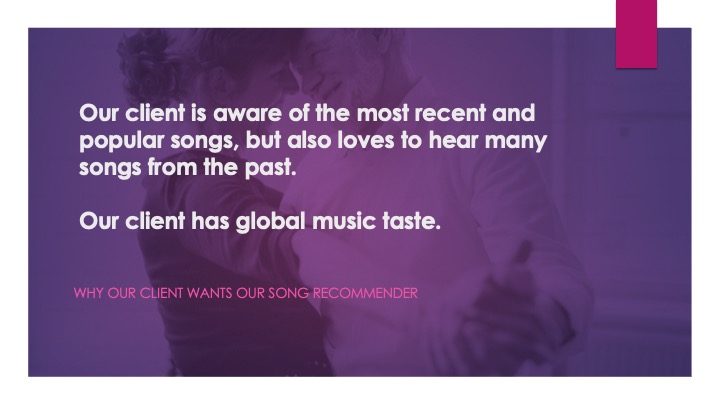 Our client is aware of the most recent and
popular songs, but also loves to hear many
songs from the past.
Our client has global music taste.
WHY OUR CLIENT WANTS OUR SONG RECOMMENDER